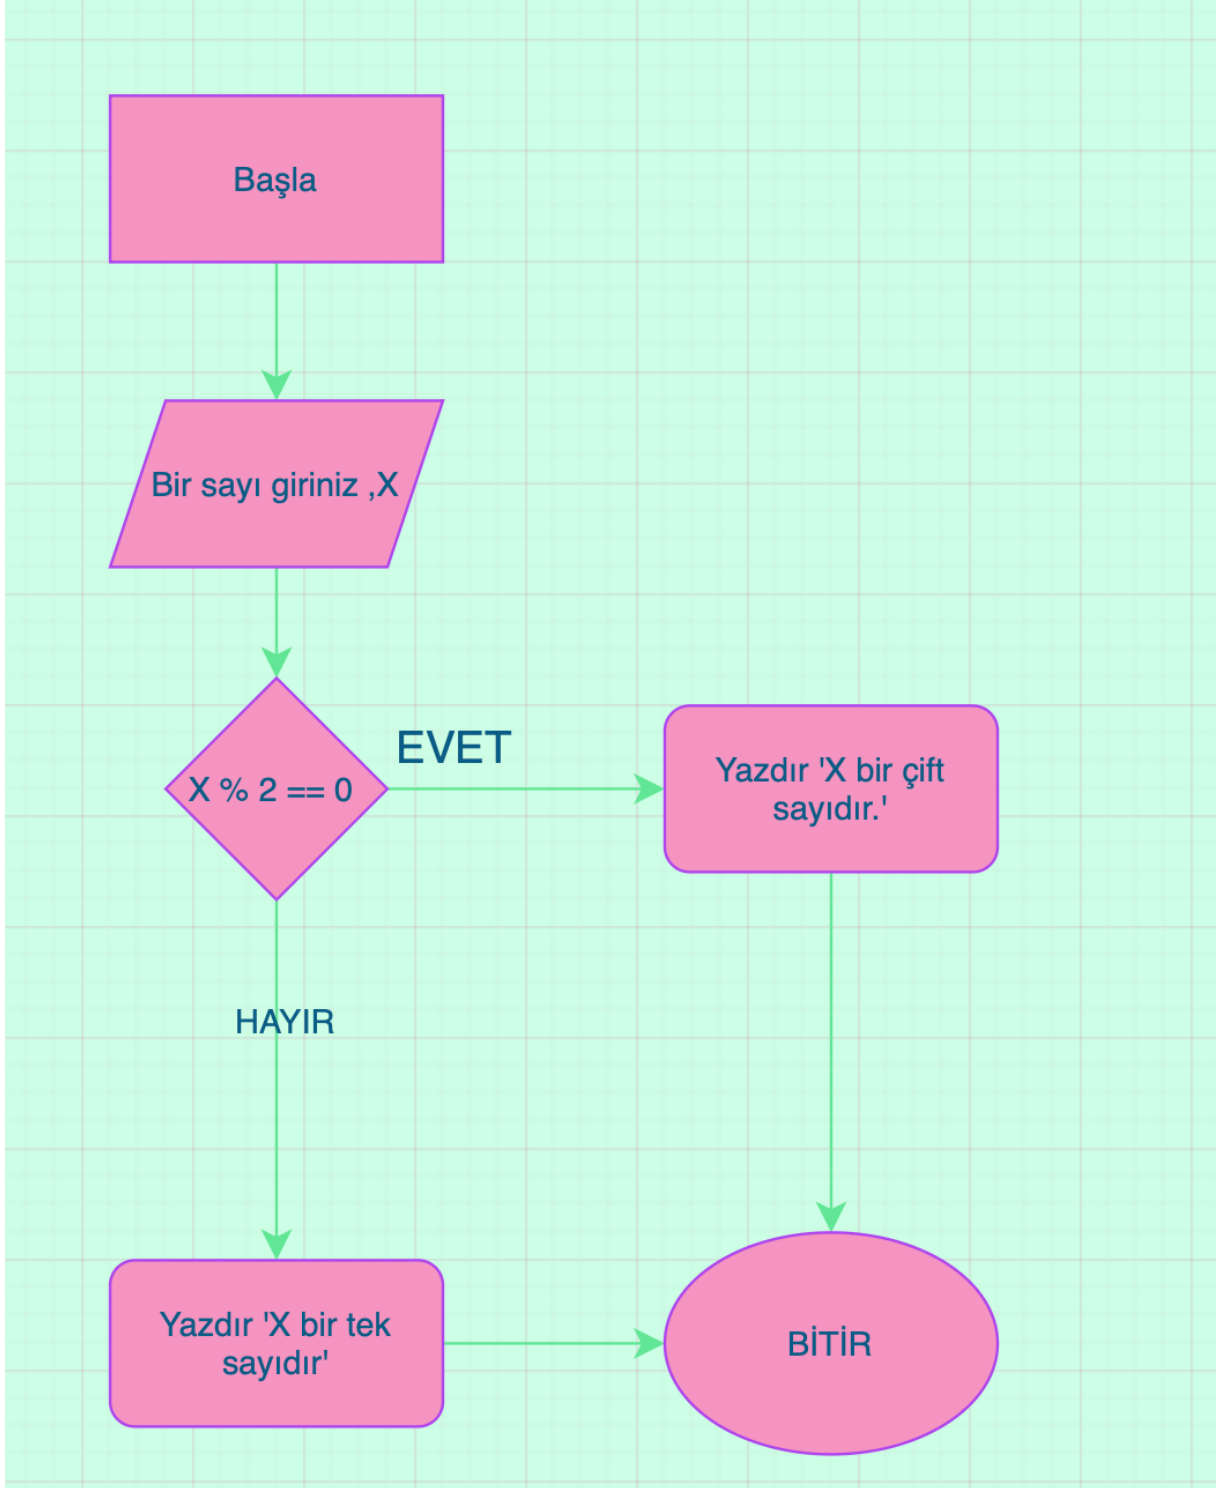 Başla
Bir sayı giriniz ,X
X % 2 == 0
EVET
Yazdır 'X bir çift
sayıdır.'
HAYIR
Yazdır 'X bir tek
sayıdır'
BİTİR